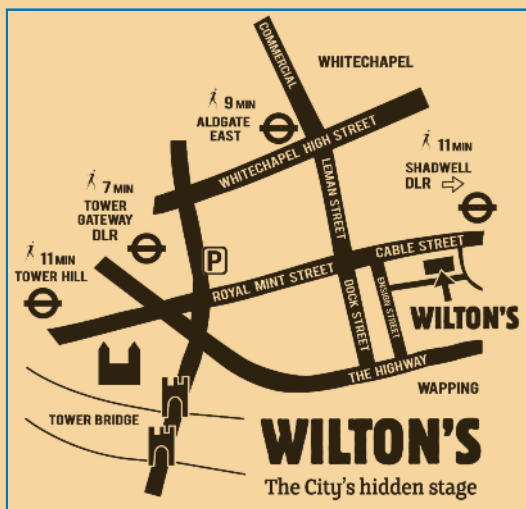 COMMERCIAL
WHITECHAPEL
9 MIN
ALDGATE
EAST
WHITECHAPEL HIGH STREET
11 MIN
SHADWELL
DLR
7 MIN
TOWER
GATEWAY
DLR
LEMAN STREET
P
11 MIN
TOWER HILL
ROYAL MINT STREET
CABLE STREET
DOCK STREET
ENSIGN STREET
WILTON'S
THE HIGHWAY
WAPPING
TOWER BRIDGE
WILTON'S
The City's hidden stage